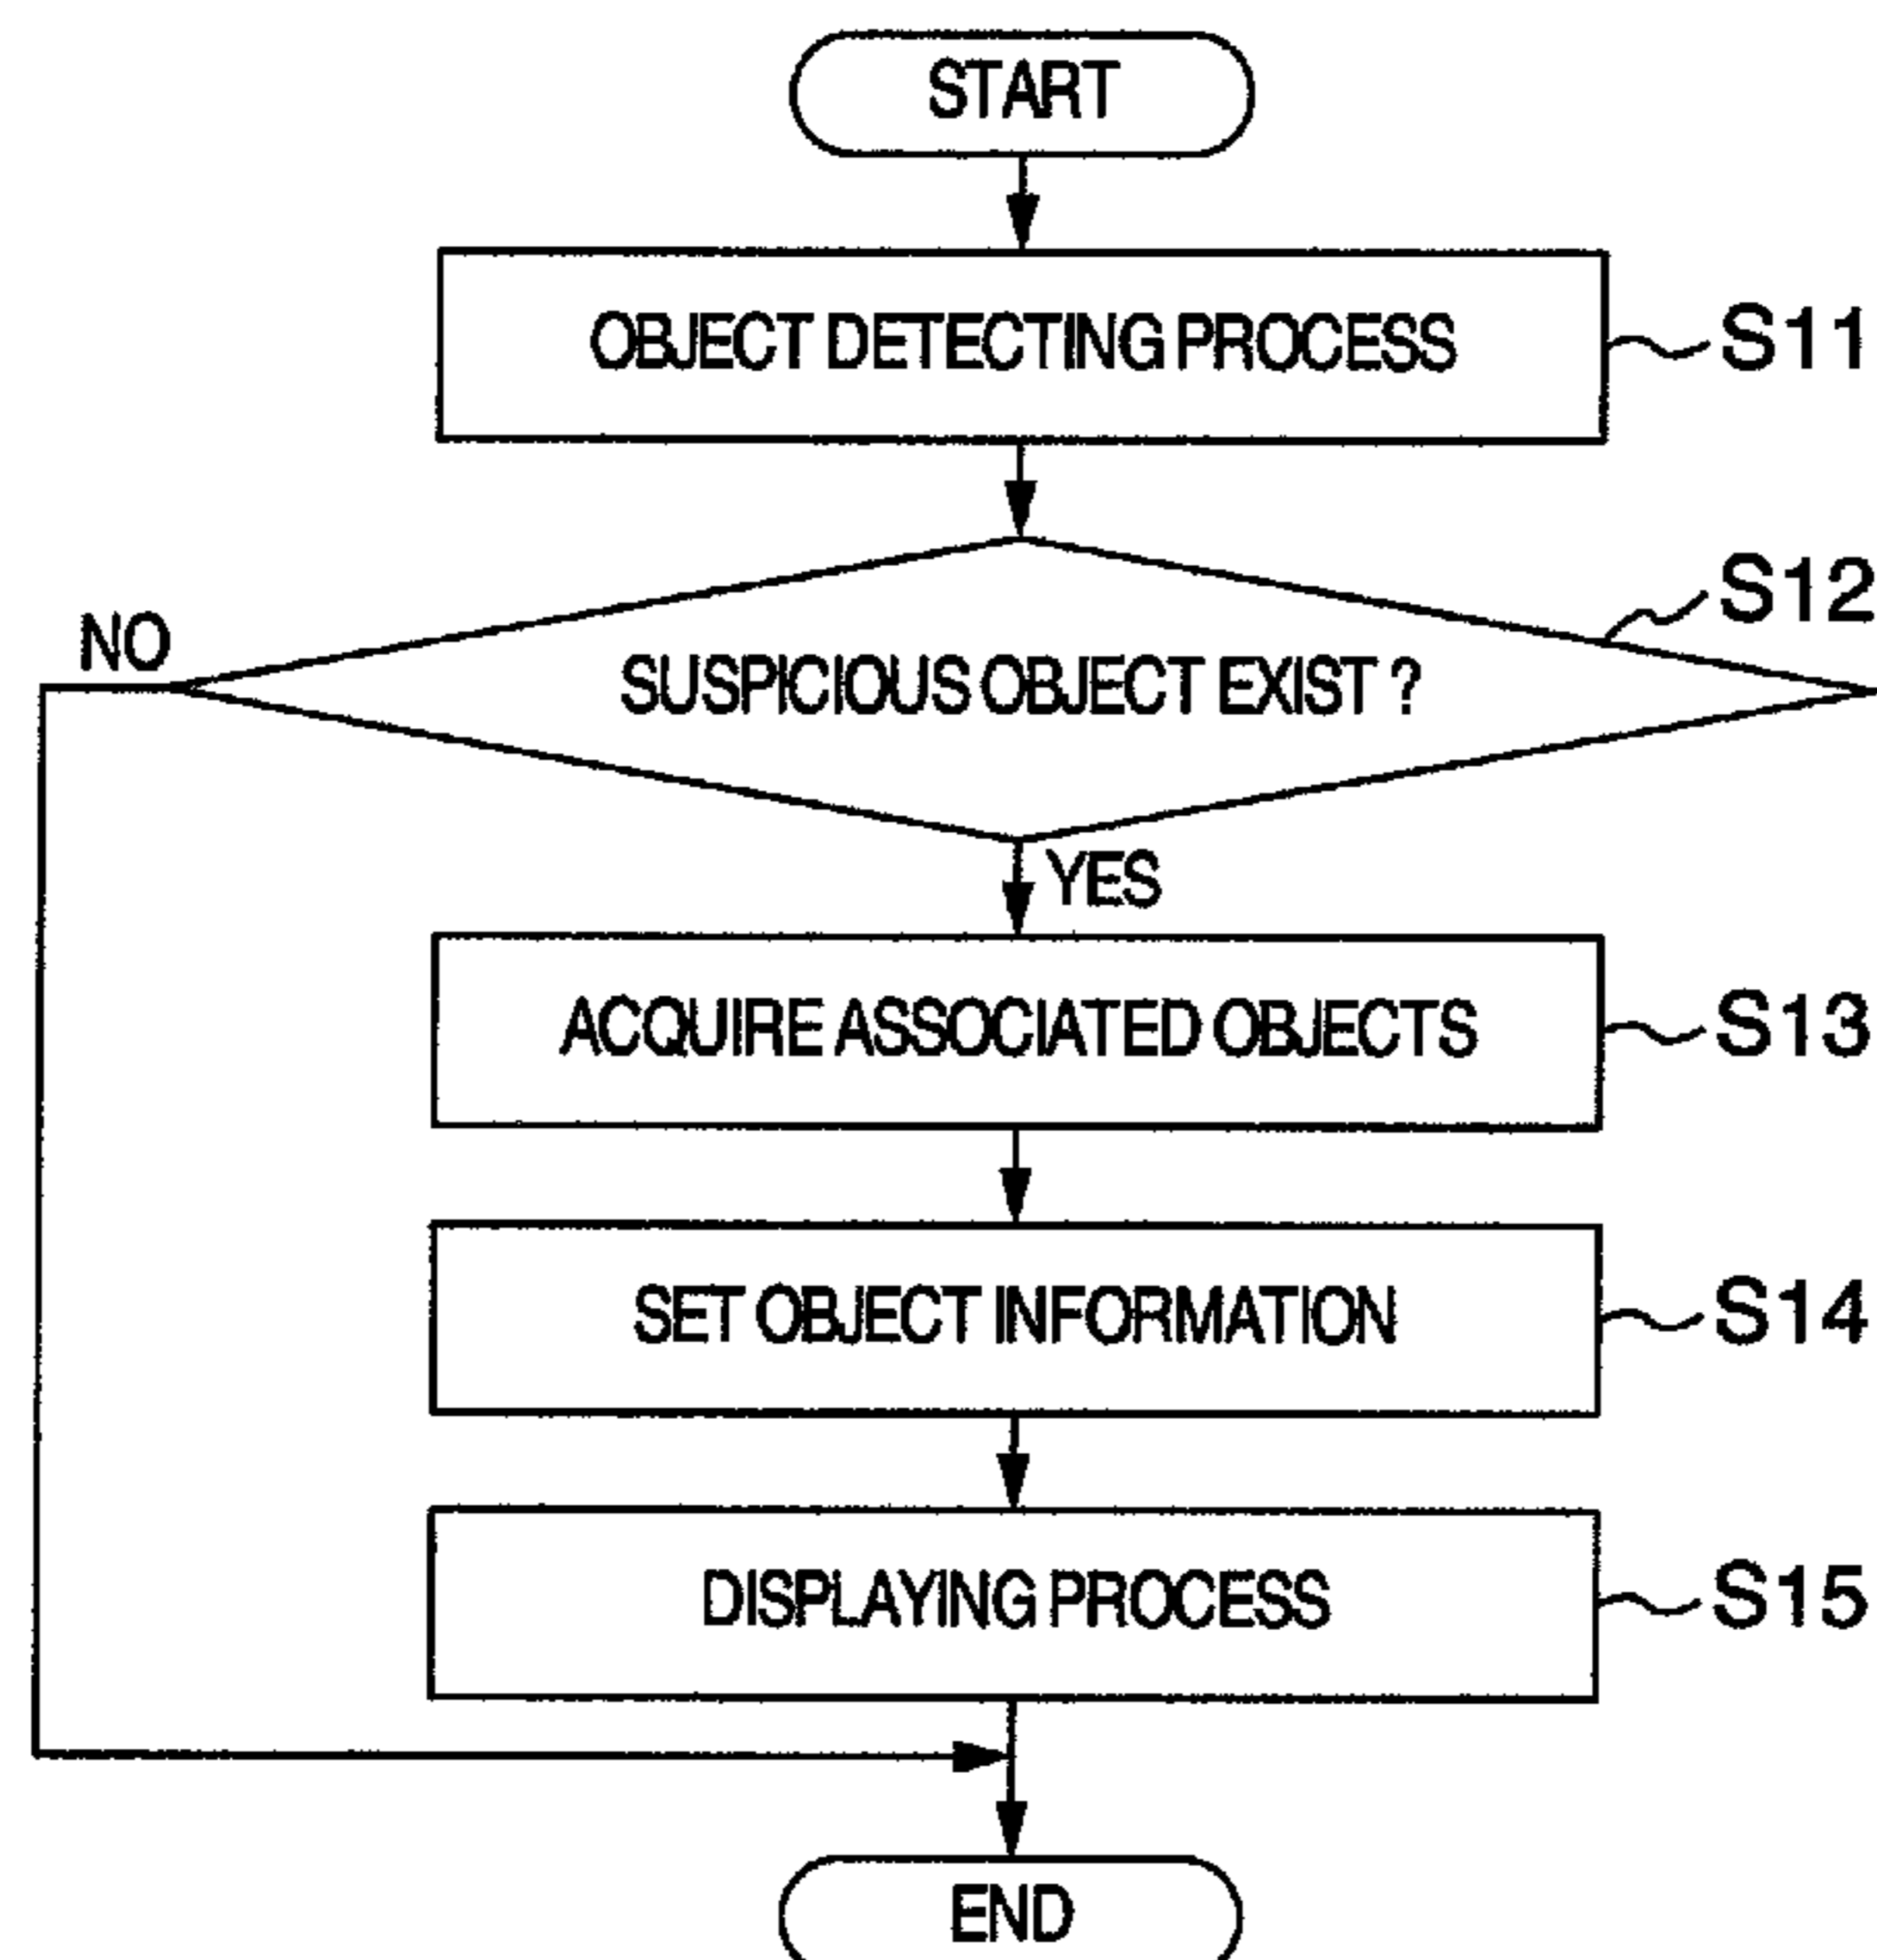 START
OBJECT DETECTING PROCESS
S11
S12
NO
SUSPICIOUS OBJECT EXIST ?
YES
ACQUIRE ASSOCIATED OBJECTS
S13
SET OBJECT INFORMATION
S14
DISPLAYING PROCESS
S15
END